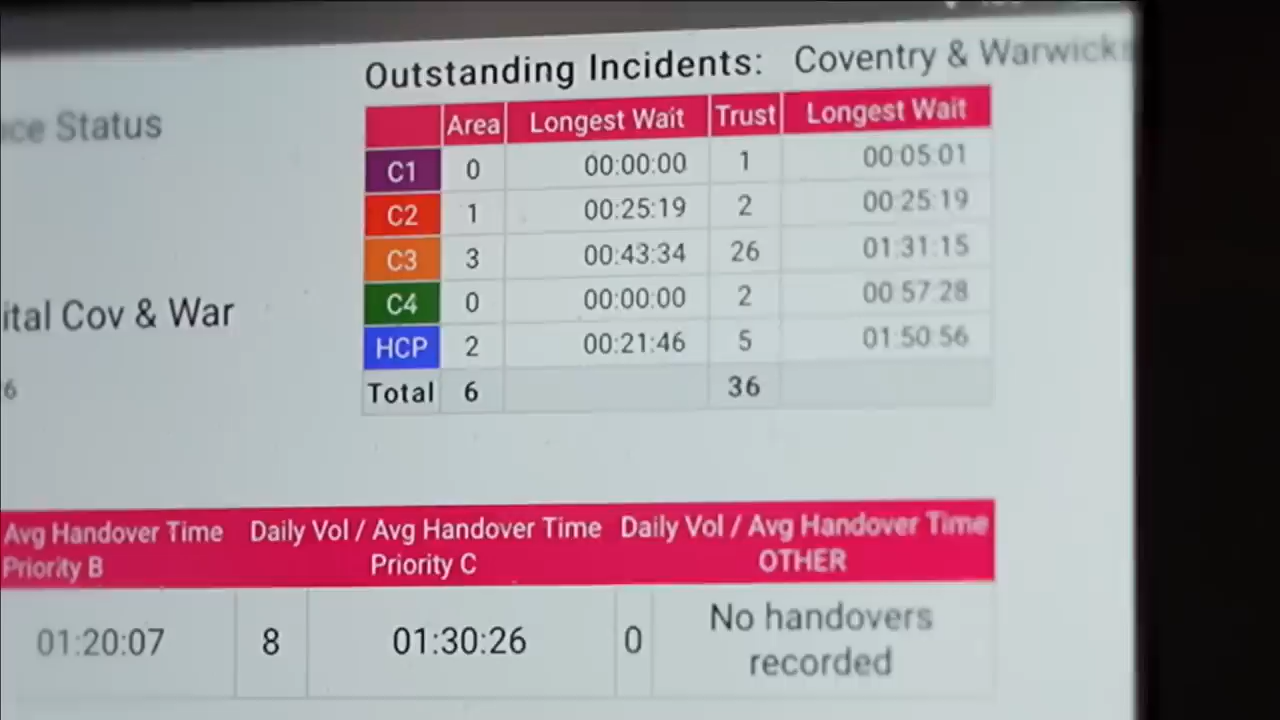 Outstanding Incidents: Coventry & Warwicks
ce Status
Area Longest Wait Trust Longest Wait
C1 0 00:00:00 1 00:05:01
C2 1 00:25:19 2 00:25:19
C3 3 00:43:34 26 01:31:15
C4 0 00:00:00 2 00:57:28
HCP 2 00:21:46 5 01:50:56
Total 6 36
ital Cov & War
6
Avg Handover Time Priority B
Daily Vol / Avg Handover Time Priority C
Daily Vol / Avg Handover Time OTHER
01:20:07 8 01:30:26 0 No handovers recorded